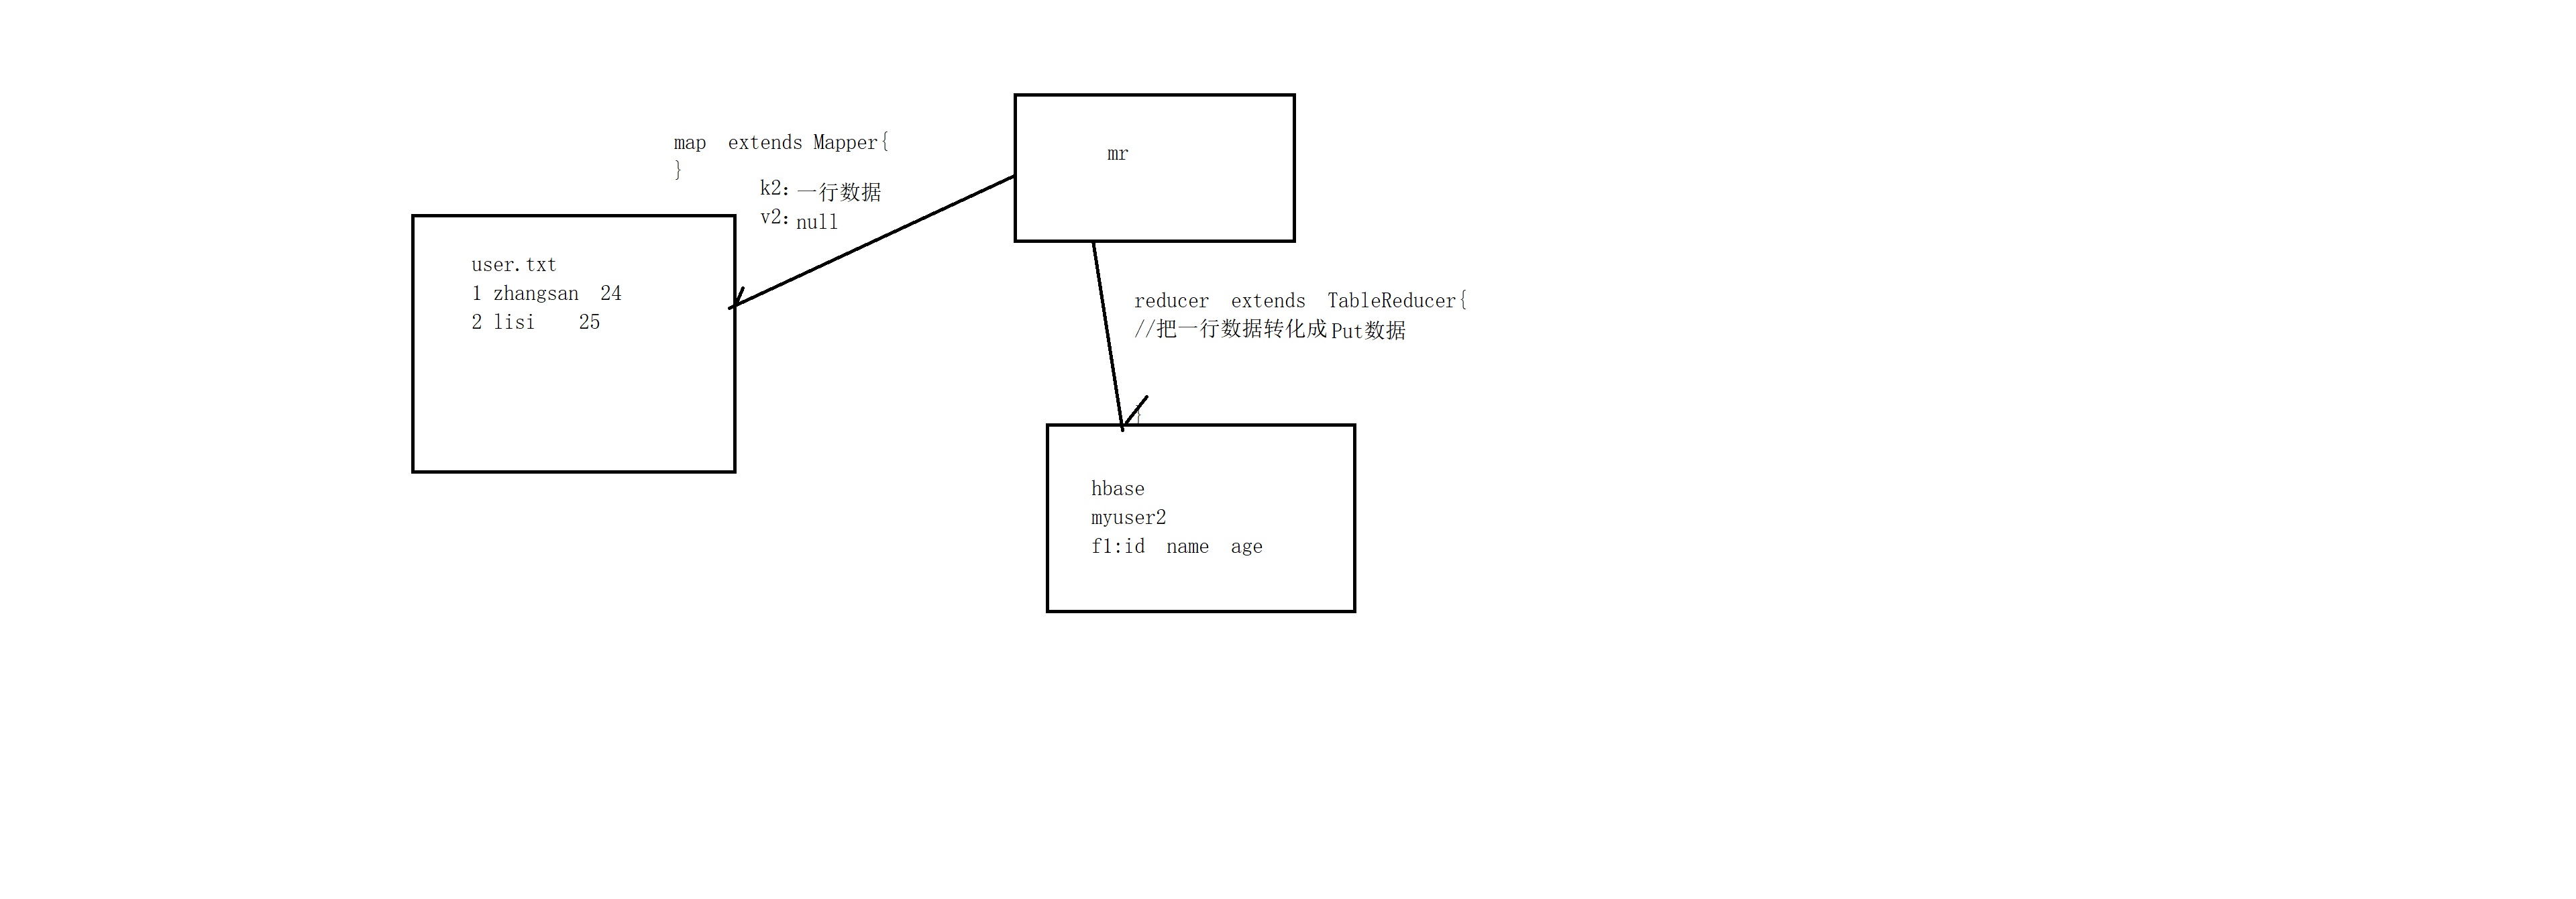 map  extends Mapper{
}
k2: 一行数据
v2: null
mr
user.txt
1 zhangsan  24
2 lisi    25
reducer  extends  TableReducer{
//把一行数据转化成Put数据
}
hbase
myuser2
f1:id  name  age